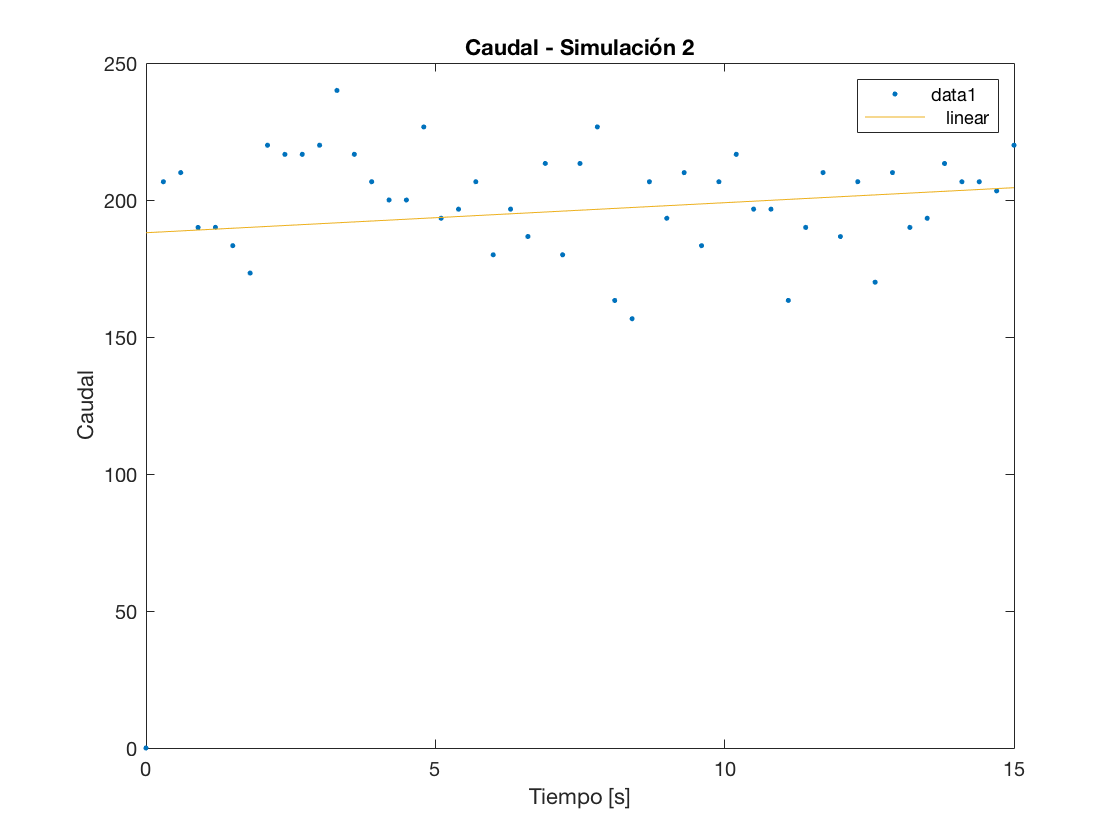 Caudal - Simulación 2
data1
linear
250
200
150
100
50
0
Caudal
0 5 10 15
Tiempo [s]